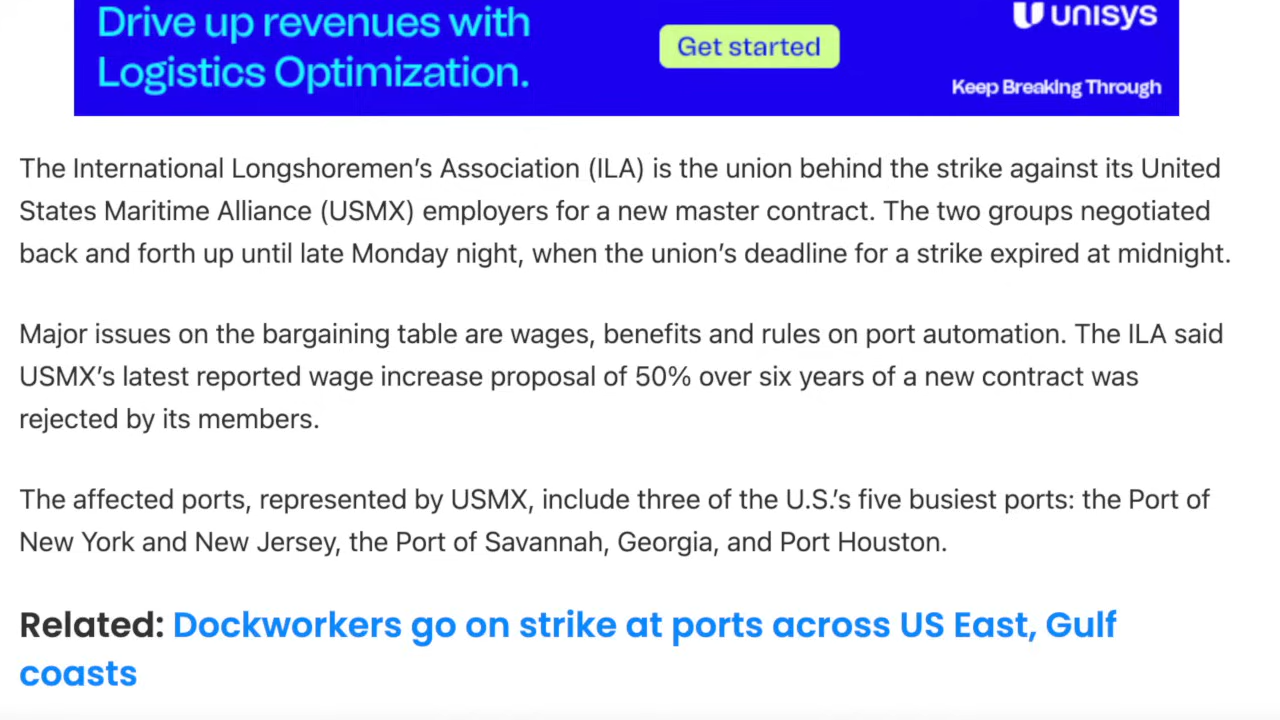 Drive up revenues with
Logistics Optimization.
Get started
UNISYS
Keep Breaking Through
The International Longshoremen’s Association (ILA) is the union behind the strike against its United
States Maritime Alliance (USMX) employers for a new master contract. The two groups negotiated
back and forth up until late Monday night, when the union’s deadline for a strike expired at midnight.
Major issues on the bargaining table are wages, benefits and rules on port automation. The ILA said
USMX’s latest reported wage increase proposal of 50% over six years of a new contract was
rejected by its members.
The affected ports, represented by USMX, include three of the U.S.’s five busiest ports: the Port of
New York and New Jersey, the Port of Savannah, Georgia, and Port Houston.
Related: Dockworkers go on strike at ports across US East, Gulf
coasts